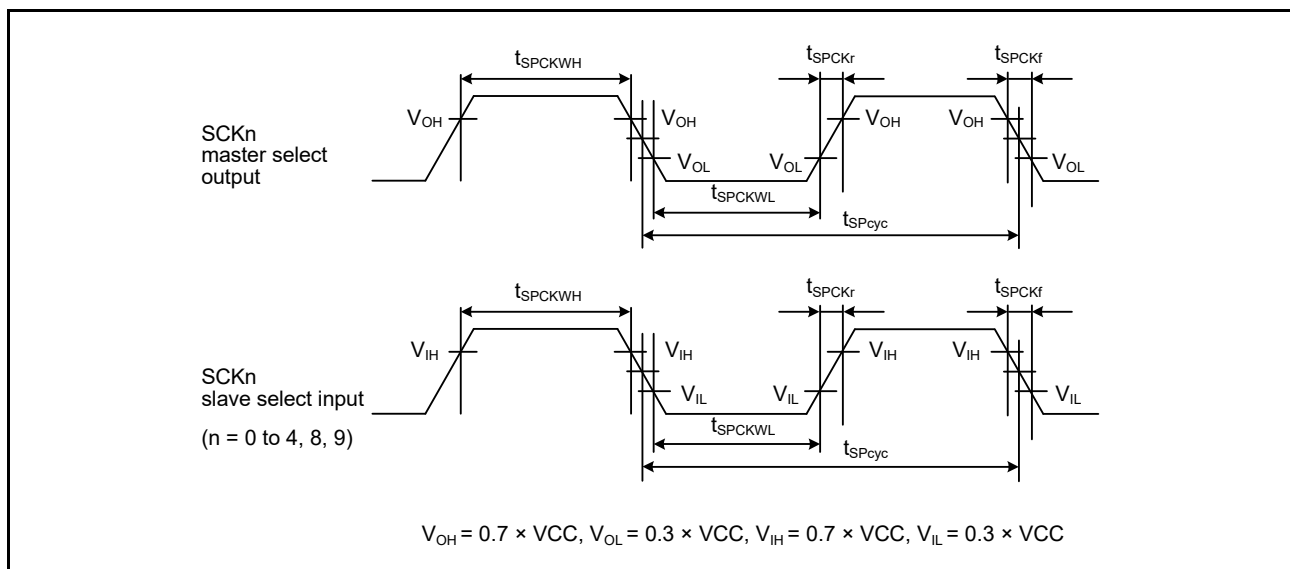 tSPCKWH
tSPCKr
tSPCKf
VOH
VOH
VOH
VOH
SCKn
master select
output
VOL
VOL
VOL
tSPCKWL
tSPcyc
tSPCKWH
tSPCKr
tSPCKf
VIH
VIH
VIH
VIH
SCKn
slave select input
VIL
VIL
VIL
(n = 0 to 4, 8, 9)
tSPCKWL
tSPcyc
VOH = 0.7 × VCC, VOL = 0.3 × VCC, VIH = 0.7 × VCC, VIL = 0.3 × VCC